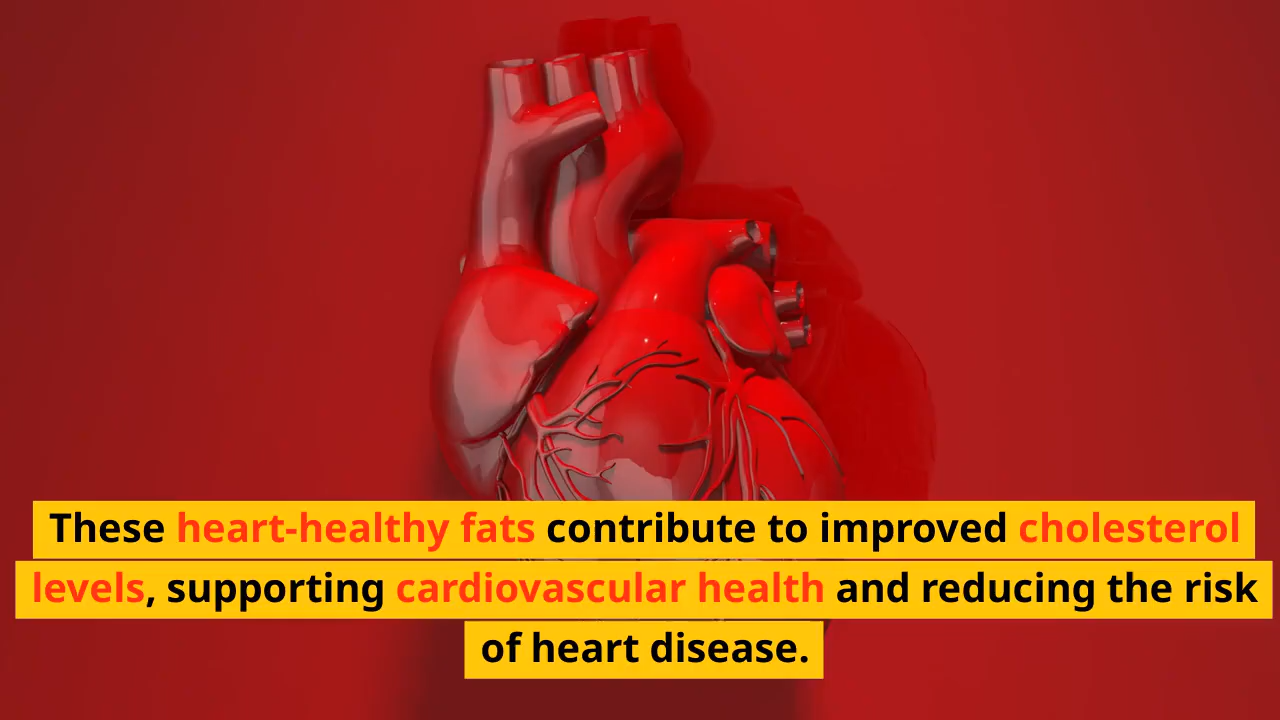 These heart-healthy fats contribute to improved cholesterol
levels, supporting cardiovascular health and reducing the risk
of heart disease.